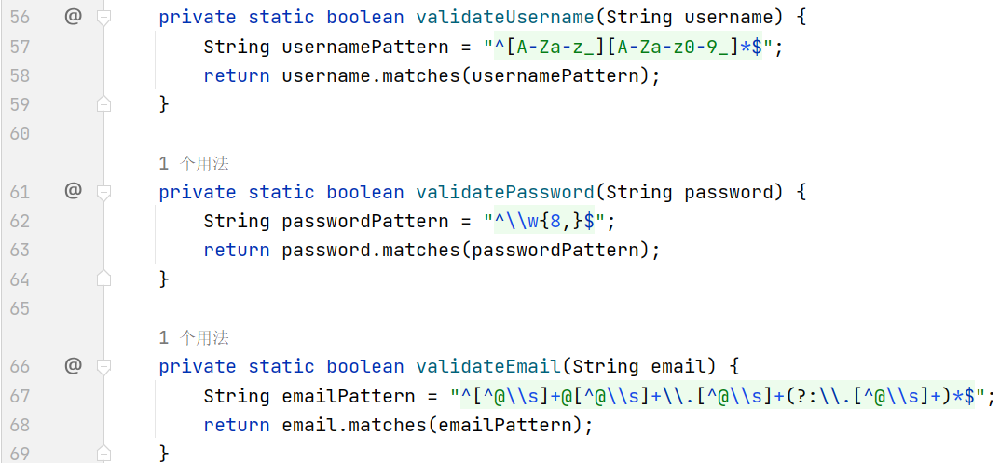 56 @ private static boolean validateUsername(String username) {
57 String usernamePattern = "^[A-Za-z_][A-Za-z0-9_]*$";
58 return username.matches(usernamePattern);
59 }
60
1 个用法
61 @ private static boolean validatePassword(String password) {
62 String passwordPattern = "^\\w{8,}$";
63 return password.matches(passwordPattern);
64 }
65
1 个用法
66 @ private static boolean validateEmail(String email) {
67 String emailPattern = "^[^@\\s]+@[^@\\s]+\\.[^@\\s]+(?:\\.[^@\\s]+)*$";
68 return email.matches(emailPattern);
69 }